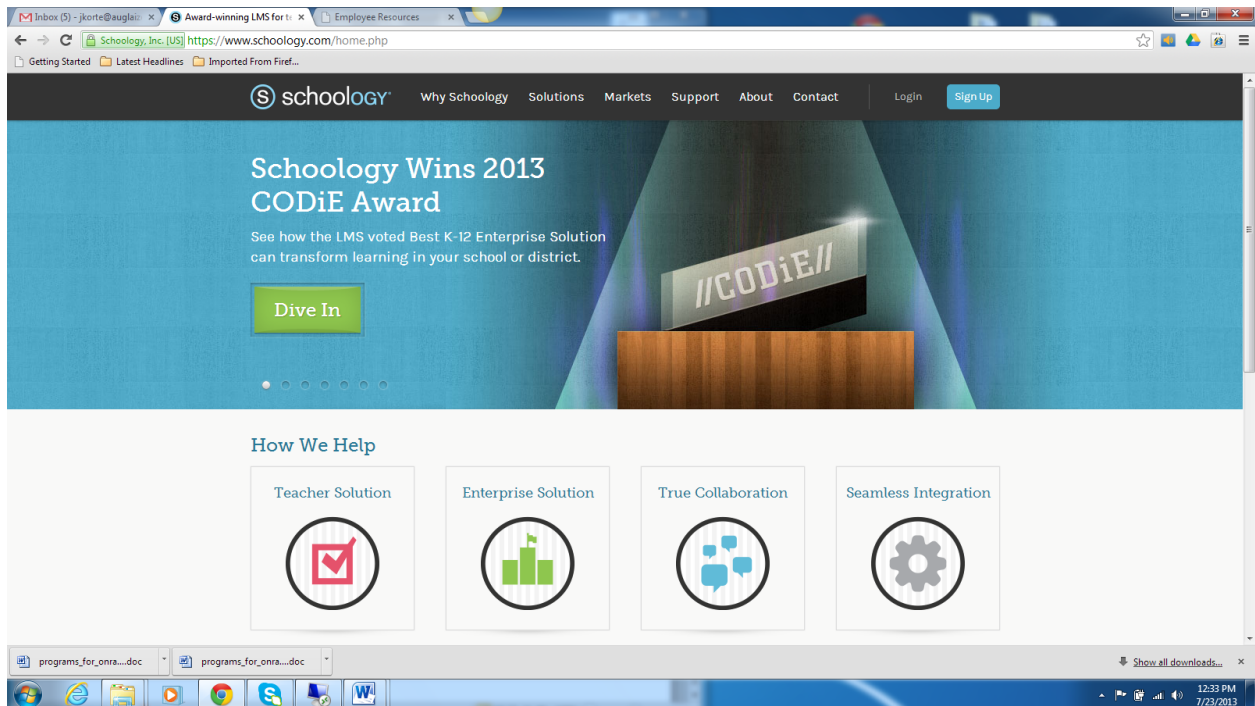 Inbox (5) - jkorte@auglaiz
Award-winning LMS for te
Employee Resources
Schoology, Inc. [US] https://www.schoology.com/home.php
Getting Started Latest Headlines Imported From Firef...
S schoology Why Schoology Solutions Markets Support About Contact Login Sign Up
Schoology Wins 2013
CODiE Award
See how the LMS voted Best K-12 Enterprise Solution
can transform learning in your school or district.
Dive In
//CODiE//
How We Help
Teacher Solution Enterprise Solution True Collaboration Seamless Integration
programs_for_onra....doc programs_for_onra....doc Show all downloads...
12:33 PM
7/23/2013